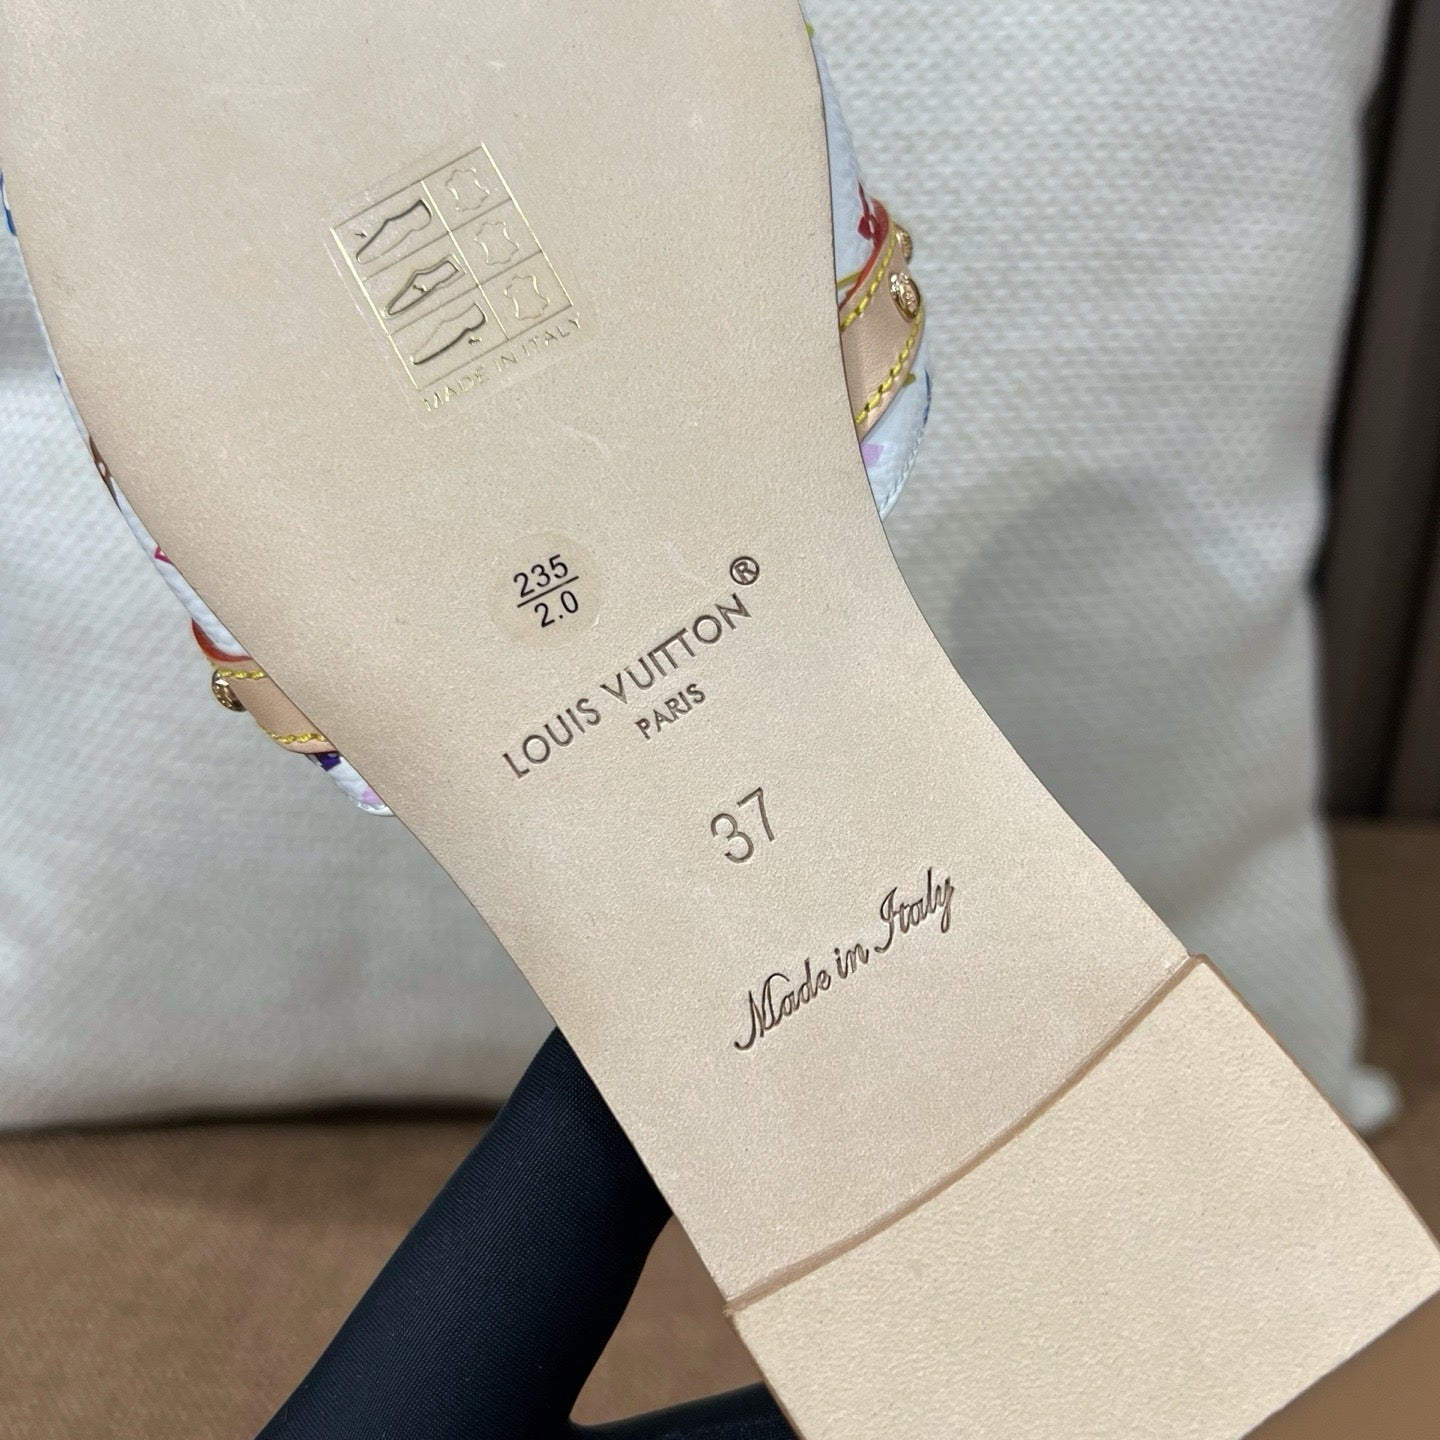 MADE IN ITALY
235
2.0
LOUIS VUITTON®
PARIS
37
Made in Italy